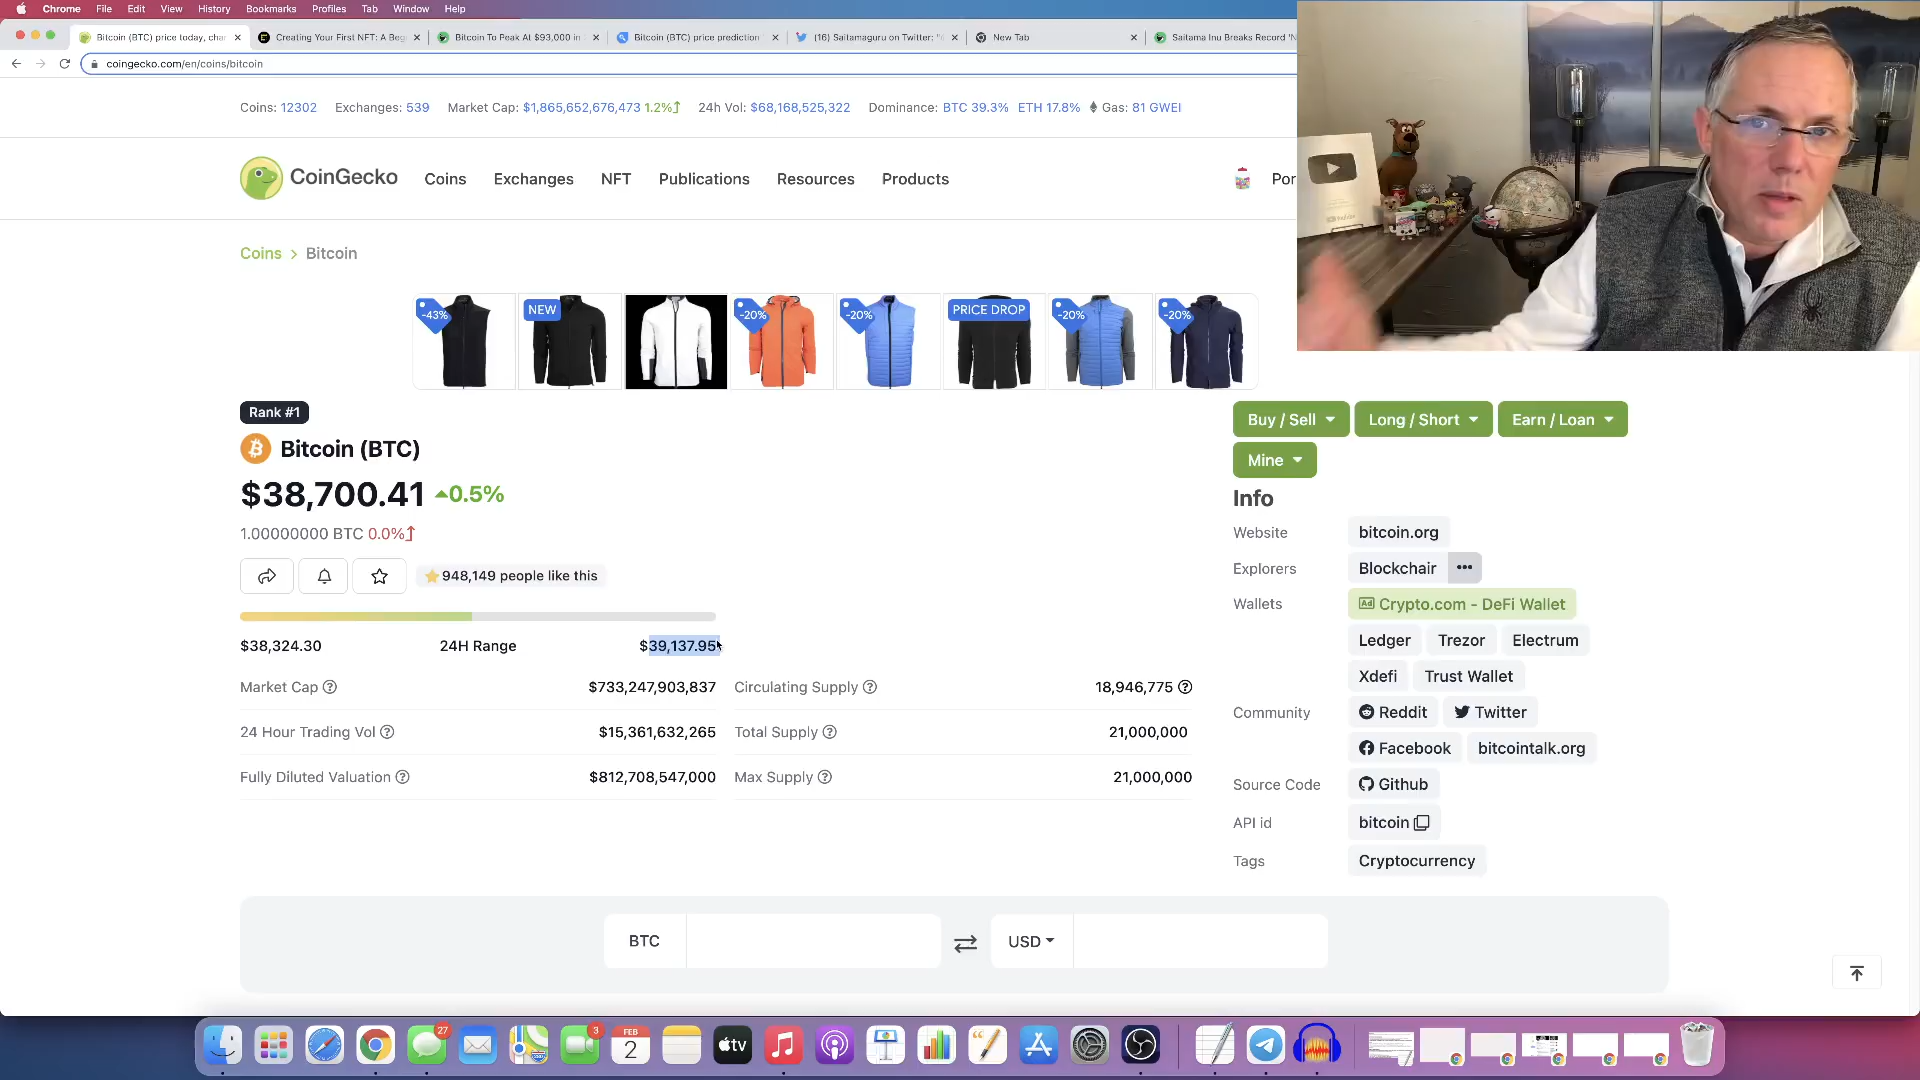 Chrome File Edit View History Bookmarks Profiles Tab Window Help
Bitcoin (BTC) price today, cha
Creating Your First NFT: A Beg
Bitcoin To Peak At $93,000 in
Bitcoin (BTC) price prediction
(16) Saitamaguru on Twitter: "
New Tab
Saitama Inu Breaks Record 'N
coingecko.com/en/coins/bitcoin
Coins: 12302 Exchanges: 539 Market Cap: $1,865,652,676,473 1.2% 24h Vol: $68,168,525,322 Dominance: BTC 39.3% ETH 17.8% Gas: 81 GWEI
CoinGecko Coins Exchanges NFT Publications Resources Products Por
Coins > Bitcoin
-43% NEW -20% -20% PRICE DROP -20% -20%
Rank #1
Bitcoin (BTC)
$38,700.41 0.5%
1.00000000 BTC 0.0%
948,149 people like this
$38,324.30 24H Range $39,137.95
Market Cap $733,247,903,837
24 Hour Trading Vol $15,361,632,265
Fully Diluted Valuation $812,708,547,000
Circulating Supply 18,946,775
Total Supply 21,000,000
Max Supply 21,000,000
Buy / Sell Long / Short Earn / Loan
Mine
Info
Website bitcoin.org
Explorers Blockchair •••
Wallets Ad Crypto.com - DeFi Wallet
Ledger Trezor Electrum
Xdefi Trust Wallet
Community Reddit Twitter
Facebook bitcointalk.org
Source Code Github
API id bitcoin
Tags Cryptocurrency
BTC USD
27
3
FEB
2
tv